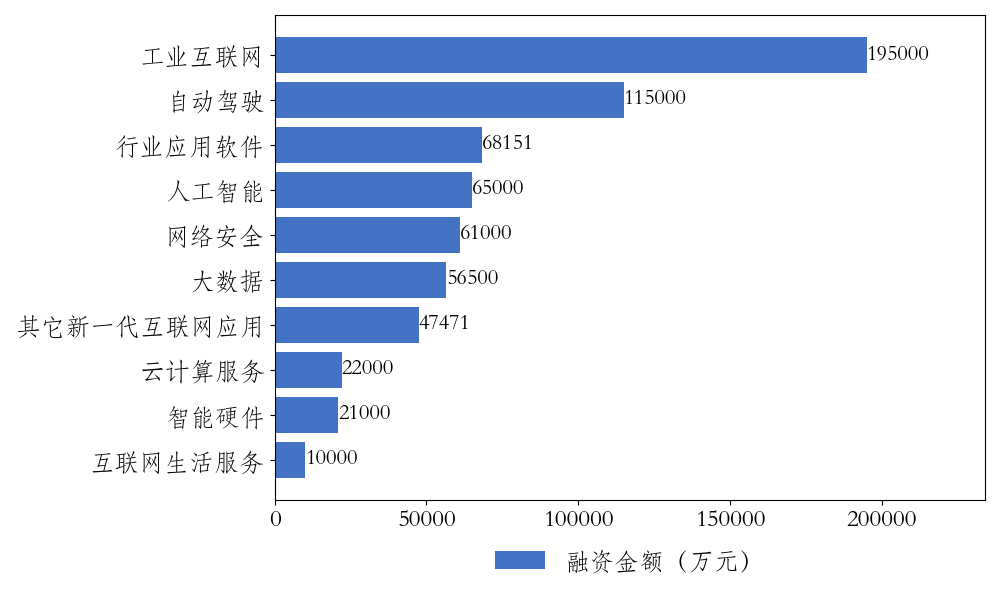 工业互联网 195000
自动驾驶 115000
行业应用软件 68151
人工智能 65000
网络安全 61000
大数据 56500
其它新一代互联网应用 47471
云计算服务 22000
智能硬件 21000
互联网生活服务 10000
0 50000 100000 150000 200000
融资金额（万元）